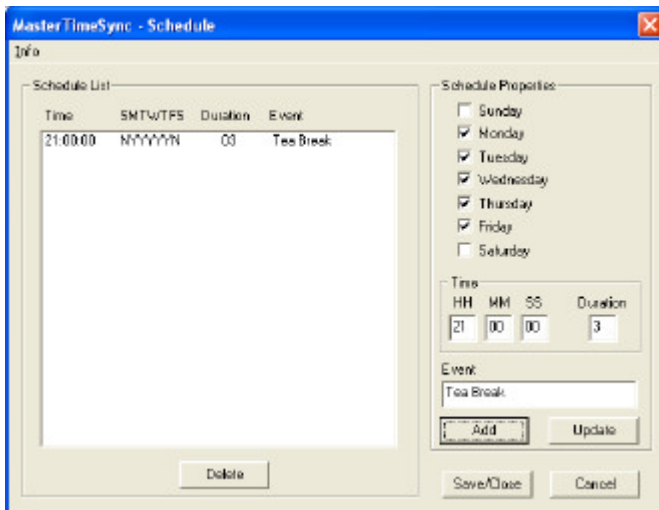 MasterTimeSync - Schedule
Info
Schedule List
Time SMTWTFS Duration Event
21:00:00 NYYYYYN 03 Tea Break
Delete
Schedule Properties
Sunday
Monday
Tuesday
Wednesday
Thursday
Friday
Saturday
Time
HH MM SS Duration
21 00 00 3
Event
Tea Break
Add Update
Save/Close Cancel